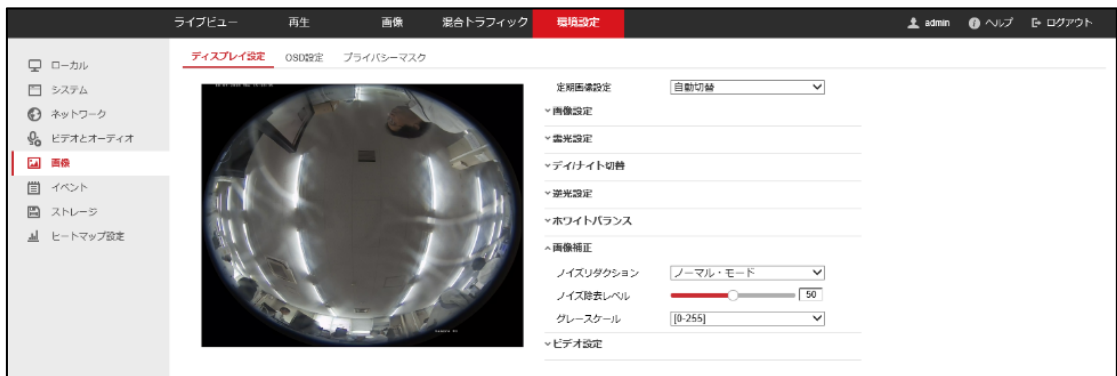 ライブビュー 再生 画像 混合トラフィック 環境設定 admin ヘルプ ログアウト
ディスプレイ設定 OSD設定 プライバシーマスク
ローカル
システム
ネットワーク
ビデオとオーディオ
画像
イベント
ストレージ
ヒートマップ設定
定期画像設定 自動切替
画像設定
露光設定
デイ/ナイト切替
逆光設定
ホワイトバランス
画像補正
ノイズリダクション ノーマル・モード
ノイズ除去レベル 50
グレースケール [0-255]
ビデオ設定